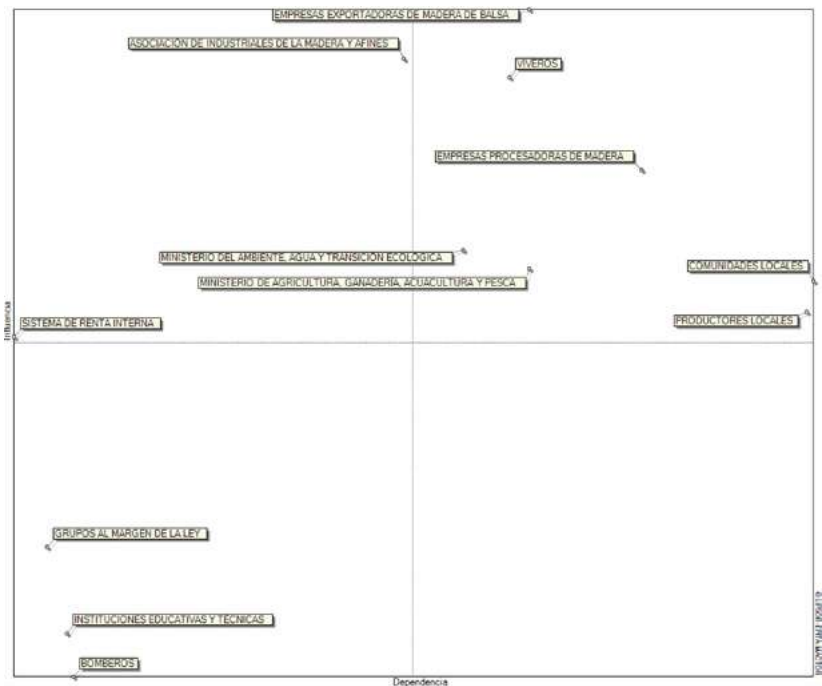 EMPRESAS EXPORTADORAS DE MADERA DE BALSA
ASOCIACIÓN DE INDUSTRIALES DE LA MADERA Y AFINES
VIVEROS
EMPRESAS PROCESADORAS DE MADERA
MINISTERIO DEL AMBIENTE, AGUA Y TRANSICIÓN ECOLÓGICA
COMUNIDADES LOCALES
MINISTERIO DE AGRICULTURA, GANADERÍA, ACUACULTURA Y PESCA
Influencia
SISTEMA DE RENTA INTERNA
PRODUCTORES LOCALES
GRUPOS AL MARGEN DE LA LEY
INSTITUCIONES EDUCATIVAS Y TÉCNICAS
BOMBEROS
Dependencia